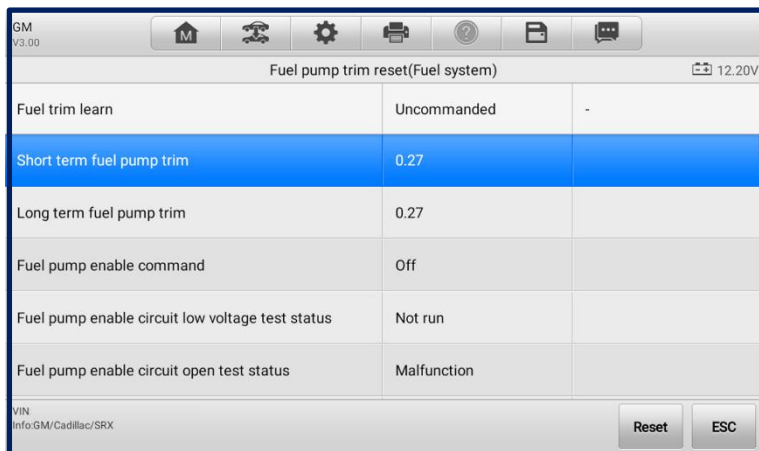 GM
V3.00
M
?
Fuel pump trim reset(Fuel system)
12.20V
Fuel trim learn Uncommanded -
Short term fuel pump trim 0.27
Long term fuel pump trim 0.27
Fuel pump enable command Off
Fuel pump enable circuit low voltage test status Not run
Fuel pump enable circuit open test status Malfunction
VIN
Info:GM/Cadillac/SRX
Reset ESC